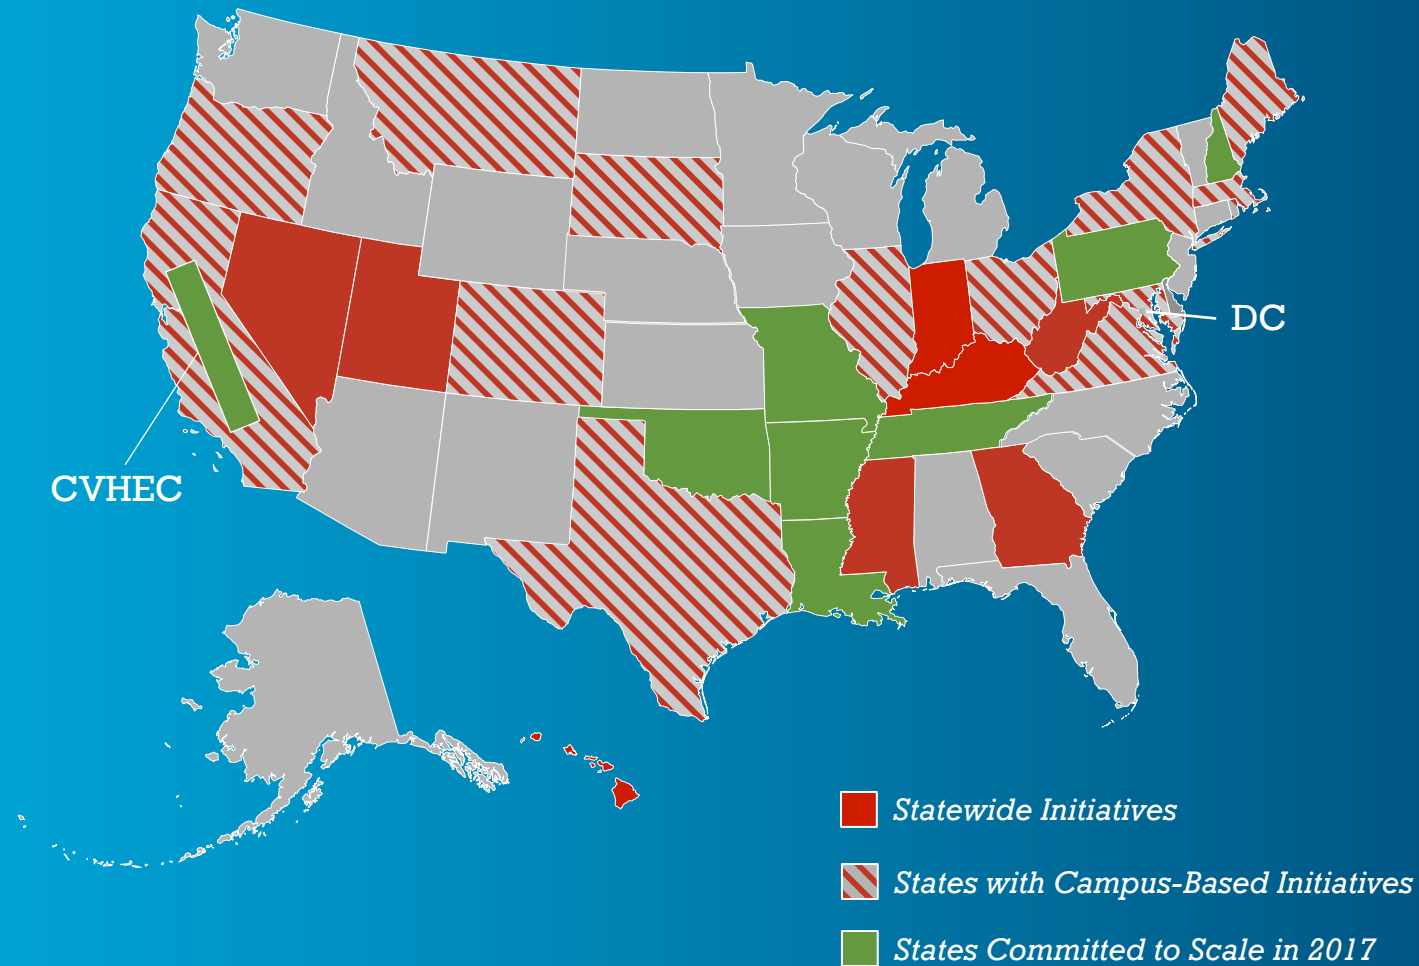 DC
CVHEC
Statewide Initiatives
States with Campus-Based Initiatives
States Committed to Scale in 2017